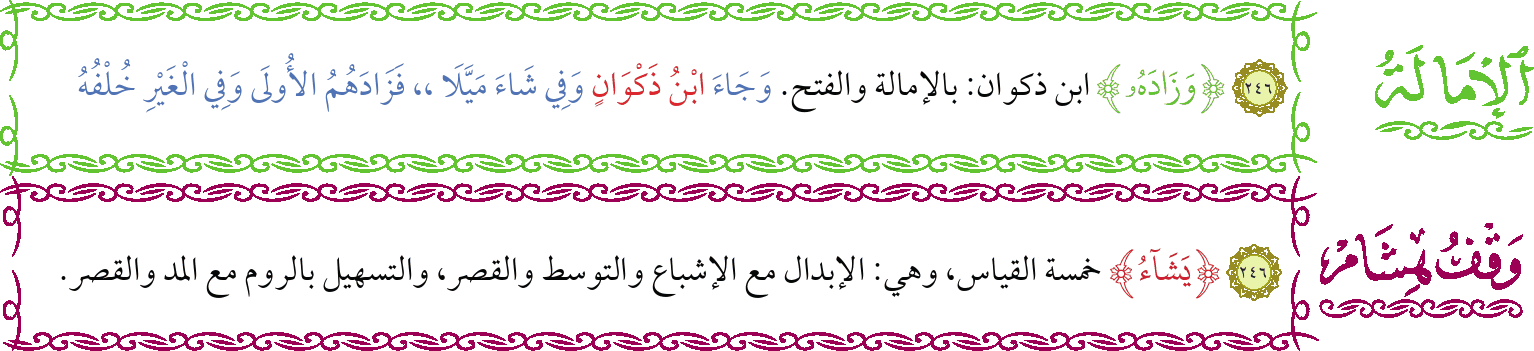 ٱلْإِمَالَةُ
٢٤٦ ﴿وَزَادَهُۥ﴾ ابن ذكوان: بالإمالة والفتح. وَجَاءَ ابْنُ ذَكْوَانٍ وَفِي شَاءَ مَيَّلَا ،، فَزَادَهُمُ الأُولَى وَفِي الْغَيْرِ خُلْفُهُ
وَقْفُ هِشَامٍ
٢٤٦ ﴿يَشَآءُ﴾ خمسة القياس، وهي: الإبدال مع الإشباع والتوسط والقصر، والتسهيل بالروم مع المد والقصر.